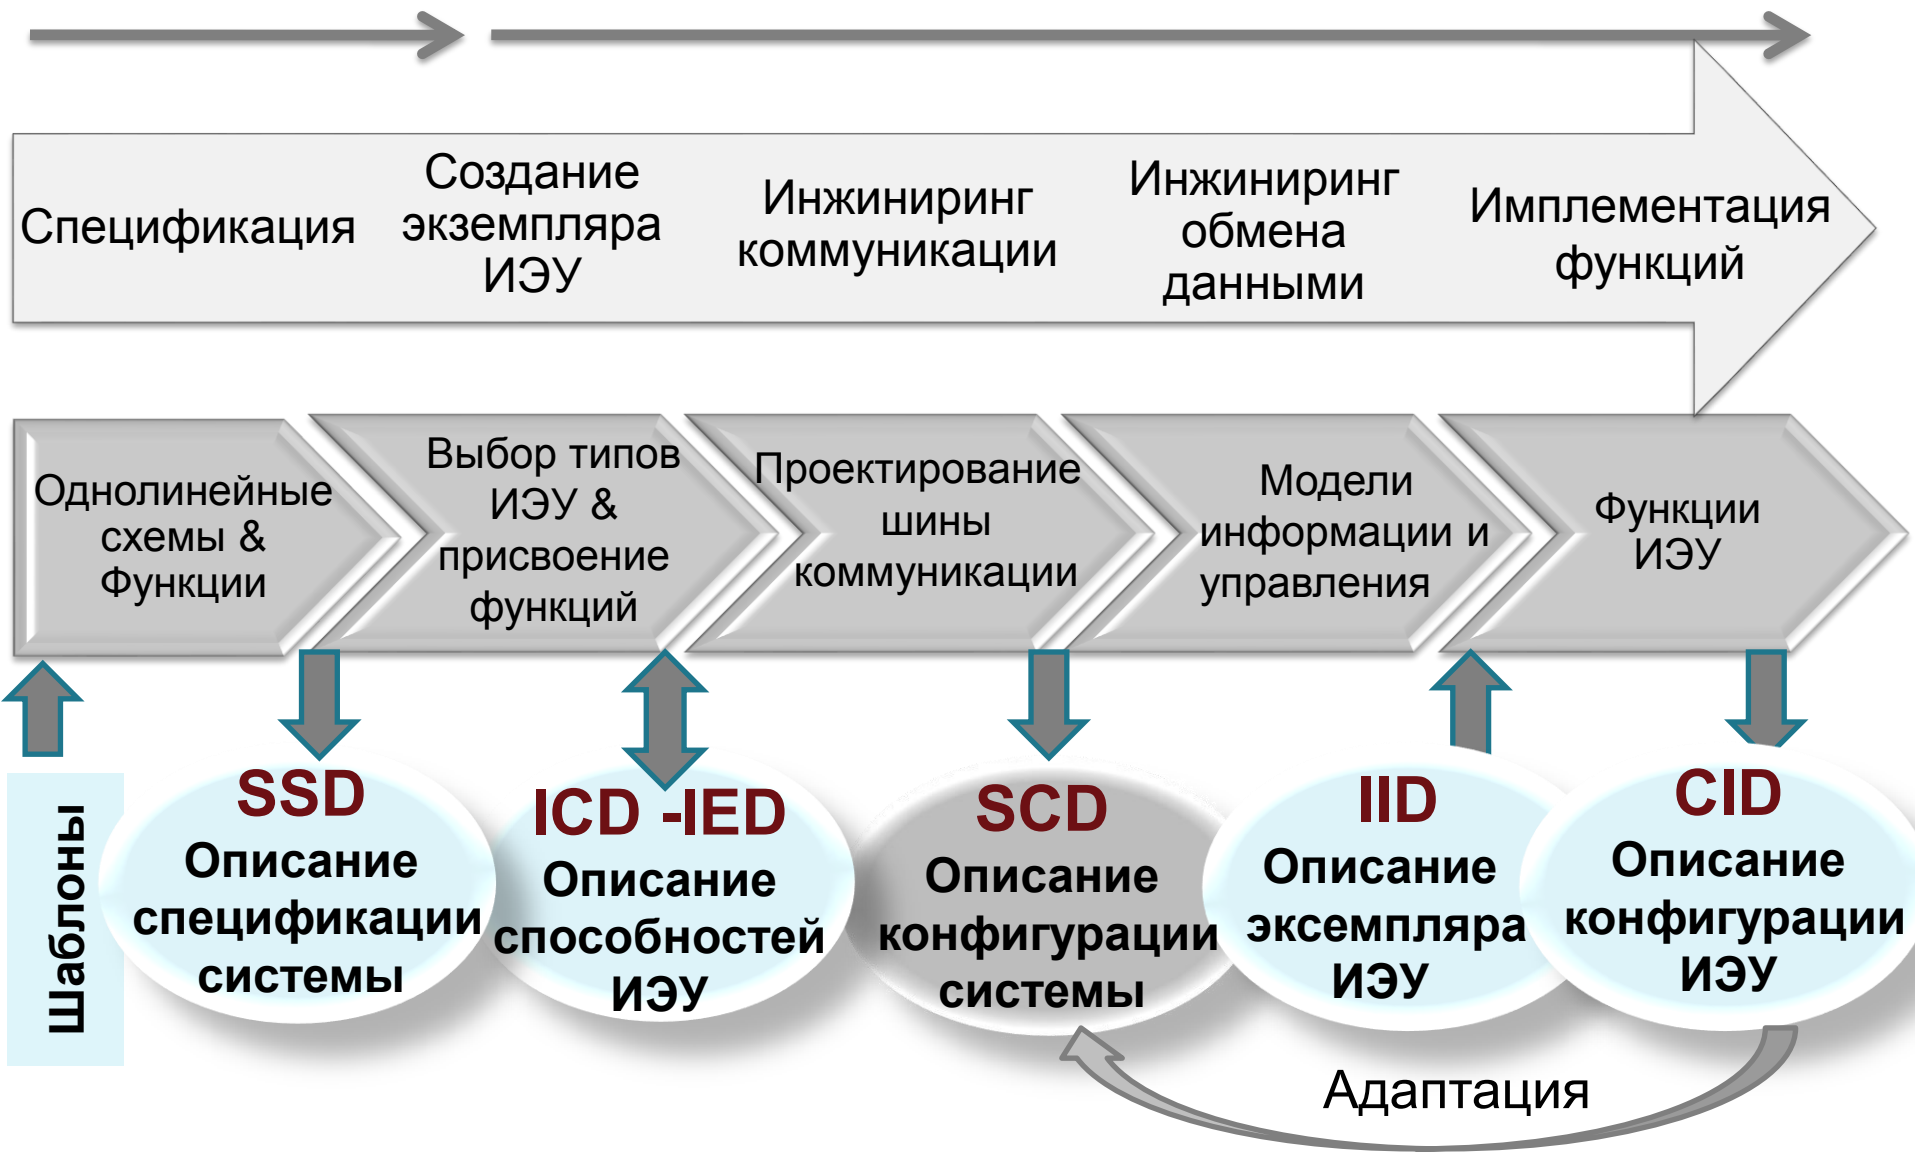 Спецификация
Создание
экземпляра
ИЭУ
Инжиниринг
коммуникации
Инжиниринг
обмена
данными
Имплементация
функций
Однолинейные
схемы &
Функции
Выбор типов
ИЭУ &
присвоение
функций
Проектирование
шины
коммуникации
Модели
информации и
управления
Функции
ИЭУ
Шаблоны
SSD
Описание
спецификации
системы
ICD -IED
Описание
способностей
ИЭУ
SCD
Описание
конфигурации
системы
IID
Описание
эксемпляра
ИЭУ
CID
Описание
конфигурации
ИЭУ
Адаптация